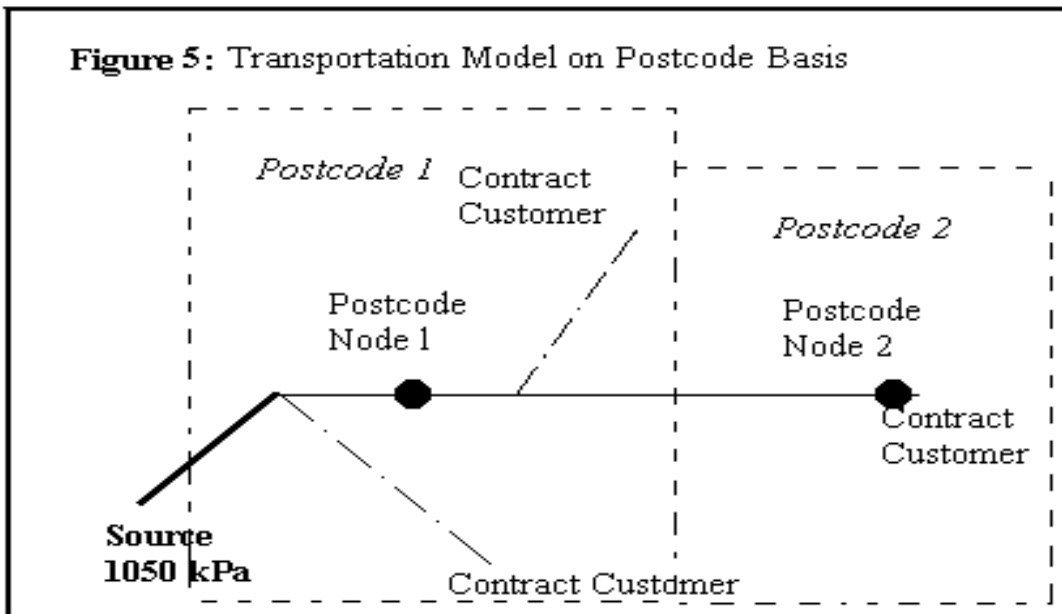 Figure 5: Transportation Model on Postcode Basis
Postcode 1
Contract
Customer
Postcode 2
Postcode
Node 1
Postcode
Node 2
Contract
Customer
Source
1050 kPa
Contract Customer